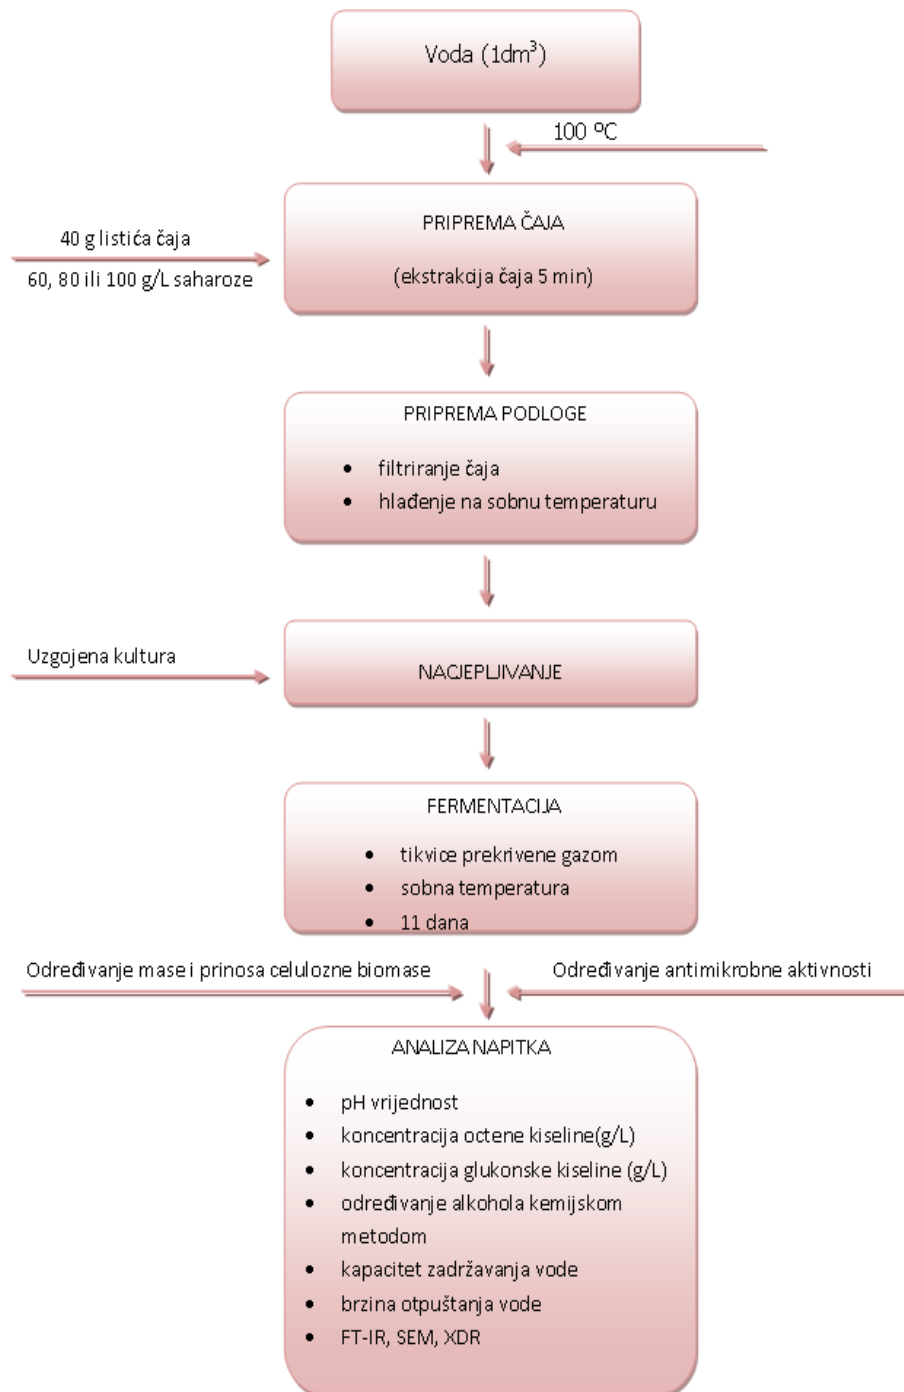 Voda (1dm³)
100 ºC
PRIPREMA ČAJA
40 g listića čaja
(ekstrakcija čaja 5 min)
60, 80 ili 100 g/L saharoze
PRIPREMA PODLOGE
• filtriranje čaja
• hlađenje na sobnu temperaturu
Uzgojena kultura
NACJEPLJIVANJE
FERMENTACIJA
• tikvice prekrivene gazom
• sobna temperatura
• 11 dana
Određivanje mase i prinosa celulozne biomase
Određivanje antimikrobne aktivnosti
ANALIZA NAPITKA
• pH vrijednost
• koncentracija octene kiseline(g/L)
• koncentracija glukonske kiseline (g/L)
• određivanje alkohola kemijskom
metodom
• kapacitet zadržavanja vode
• brzina otpuštanja vode
• FT-IR, SEM, XDR